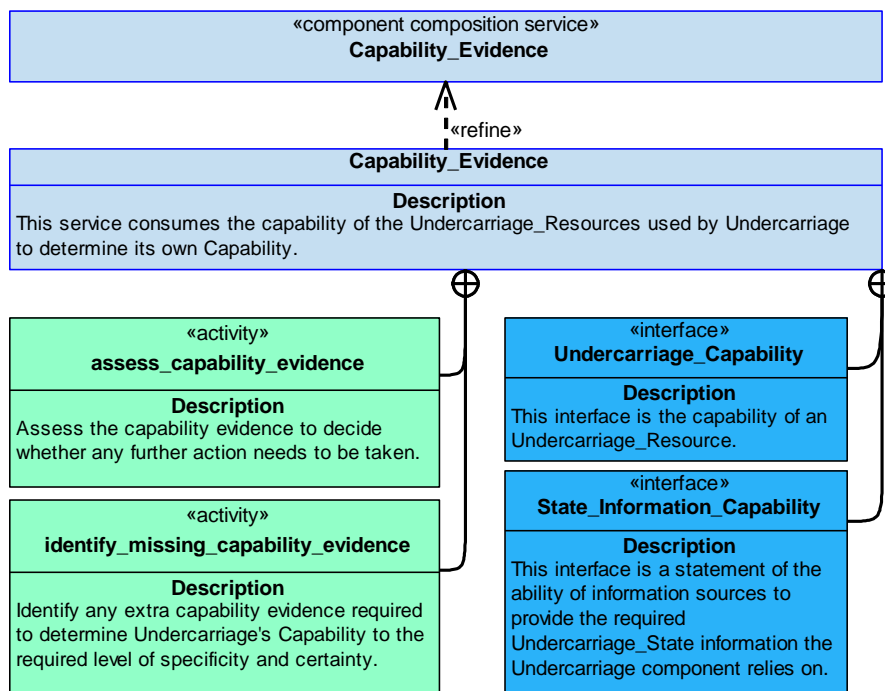 «component composition service»
Capability_Evidence
«refine»
Capability_Evidence
Description
This service consumes the capability of the Undercarriage_Resources used by Undercarriage
to determine its own Capability.
«activity»
assess_capability_evidence
Description
Assess the capability evidence to decide
whether any further action needs to be taken.
«activity»
identify_missing_capability_evidence
Description
Identify any extra capability evidence required
to determine Undercarriage's Capability to the
required level of specificity and certainty.
«interface»
Undercarriage_Capability
Description
This interface is the capability of an
Undercarriage_Resource.
«interface»
State_Information_Capability
Description
This interface is a statement of the
ability of information sources to
provide the required
Undercarriage_State information the
Undercarriage component relies on.